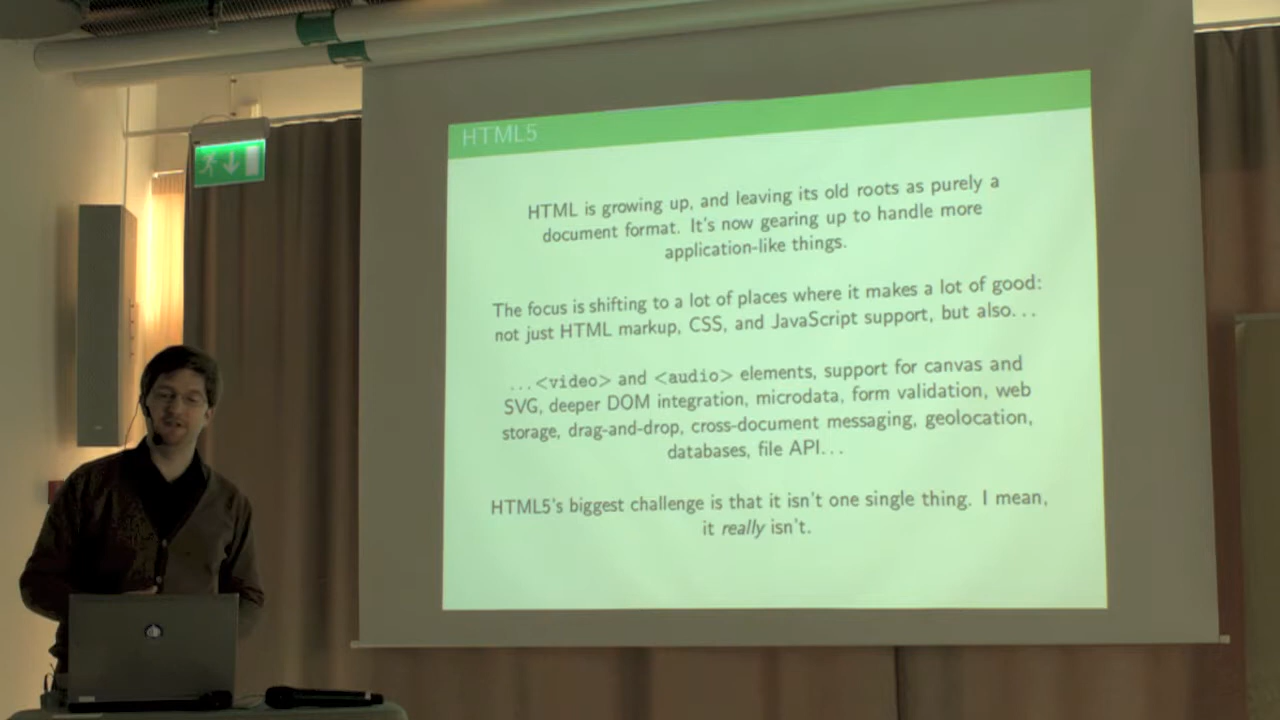 HTML5
HTML is growing up, and leaving its old roots as purely a
document format. It's now gearing up to handle more
application-like things.
The focus is shifting to a lot of places where it makes a lot of good:
not just HTML markup, CSS, and JavaScript support, but also...
...<video> and <audio> elements, support for canvas and
SVG, deeper DOM integration, microdata, form validation, web
storage, drag-and-drop, cross-document messaging, geolocation,
databases, file API...
HTML5's biggest challenge is that it isn't one single thing. I mean,
it really isn't.